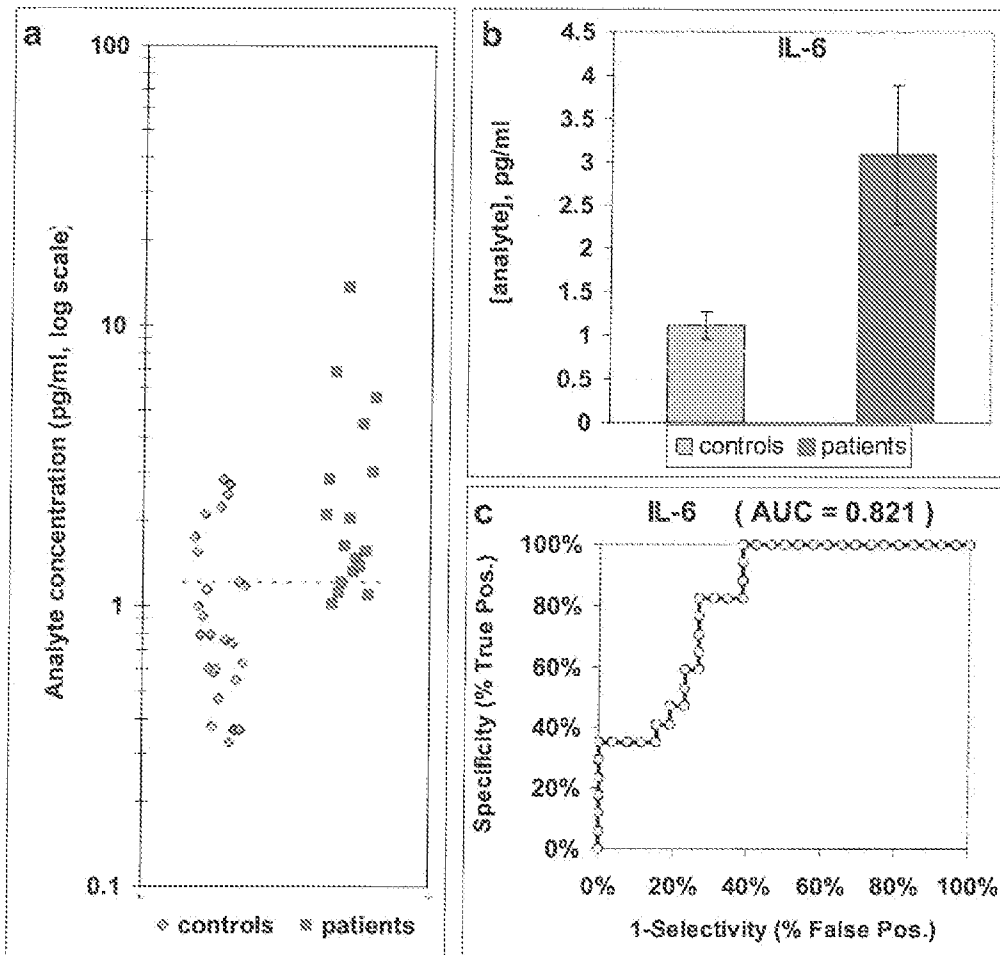 a
100
10
1
0.1
Analyte concentration (pg/ml, log scale)
controls patients
b
IL-6
4.5
4
3.5
3
2.5
2
1.5
1
0.5
0
[analyte], pg/ml
controls patients
c
IL-6 ( AUC = 0.821 )
100%
80%
60%
40%
20%
0%
Specificity (% True Pos.)
0% 20% 40% 60% 80% 100%
1-Selectivity (% False Pos.)